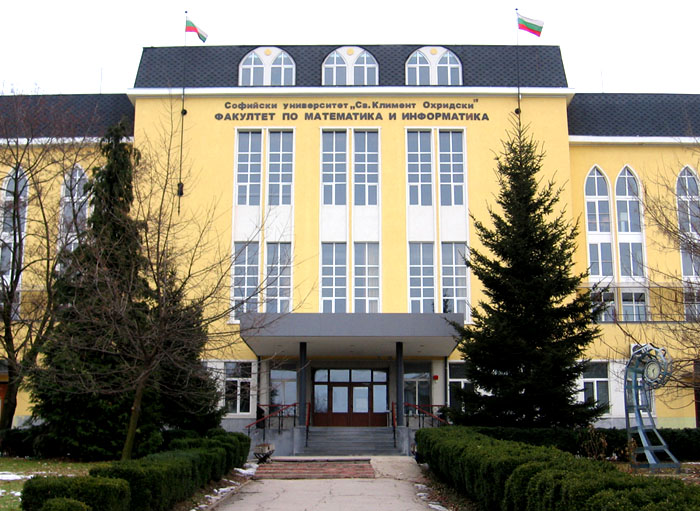 Софийски университет „Св.Климент Охридски"
ФАКУЛТЕТ ПО МАТЕМАТИКА И ИНФОРМАТИКА